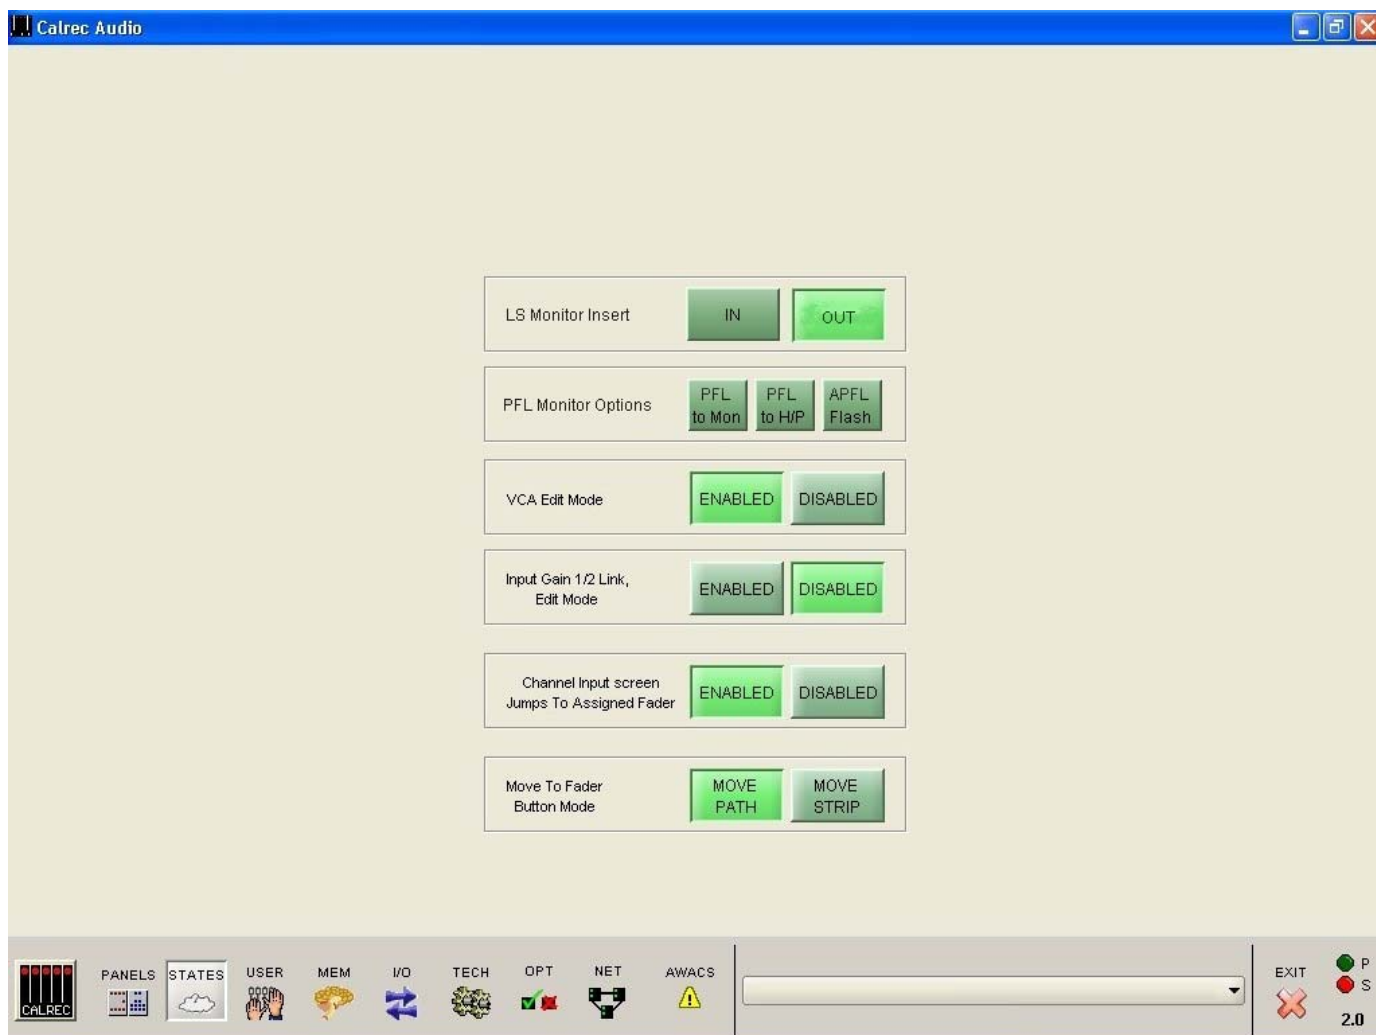 Calrec Audio
LS Monitor Insert
IN
OUT
PFL Monitor Options
PFL
to Mon
PFL
to H/P
APFL
Flash
VCA Edit Mode
ENABLED
DISABLED
Input Gain 1/2 Link,
Edit Mode
ENABLED
DISABLED
Channel Input screen
Jumps To Assigned Fader
ENABLED
DISABLED
Move To Fader
Button Mode
MOVE
PATH
MOVE
STRIP
CALREC
PANELS
STATES
USER
MEM
I/O
TECH
OPT
NET
AWACS
EXIT
P
S
2.0